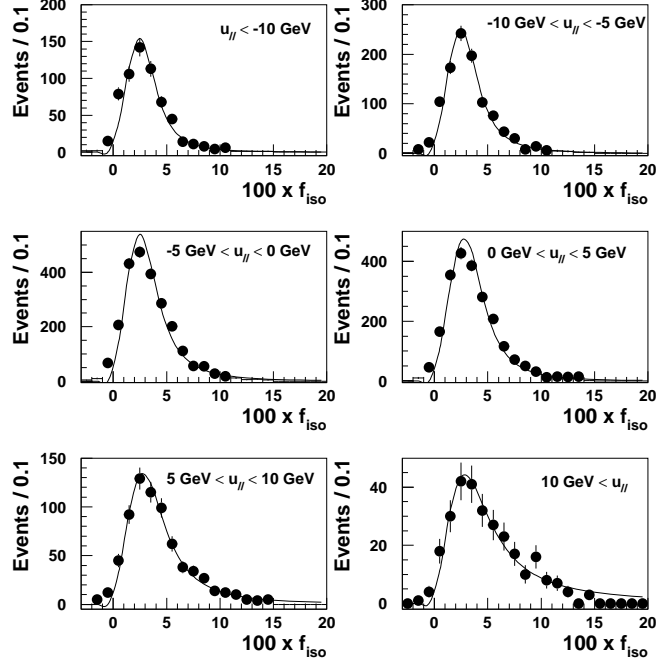 Events / 0.1
200
150
100
50
0
u// < -10 GeV
0 5 10 15 20
100 x fiso
Events / 0.1
300
200
100
0
-10 GeV < u// < -5 GeV
0 5 10 15 20
100 x fiso
Events / 0.1
400
200
0
-5 GeV < u// < 0 GeV
0 5 10 15 20
100 x fiso
Events / 0.1
400
200
0
0 GeV < u// < 5 GeV
0 5 10 15 20
100 x fiso
Events / 0.1
150
100
50
0
5 GeV < u// < 10 GeV
0 5 10 15 20
100 x fiso
Events / 0.1
40
20
0
10 GeV < u//
0 5 10 15 20
100 x fiso